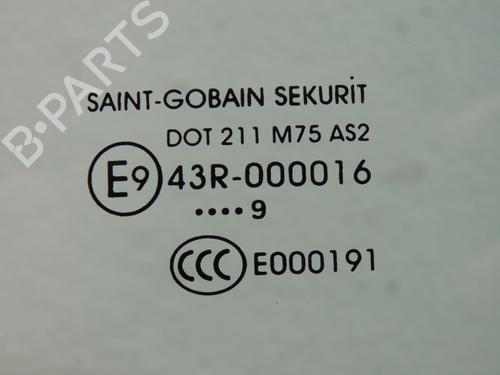 B-PARTS
SAINT-GOBAIN SEKURIT
DOT 211 M75 AS2
E9 43R-000016
....9
CCC E000191